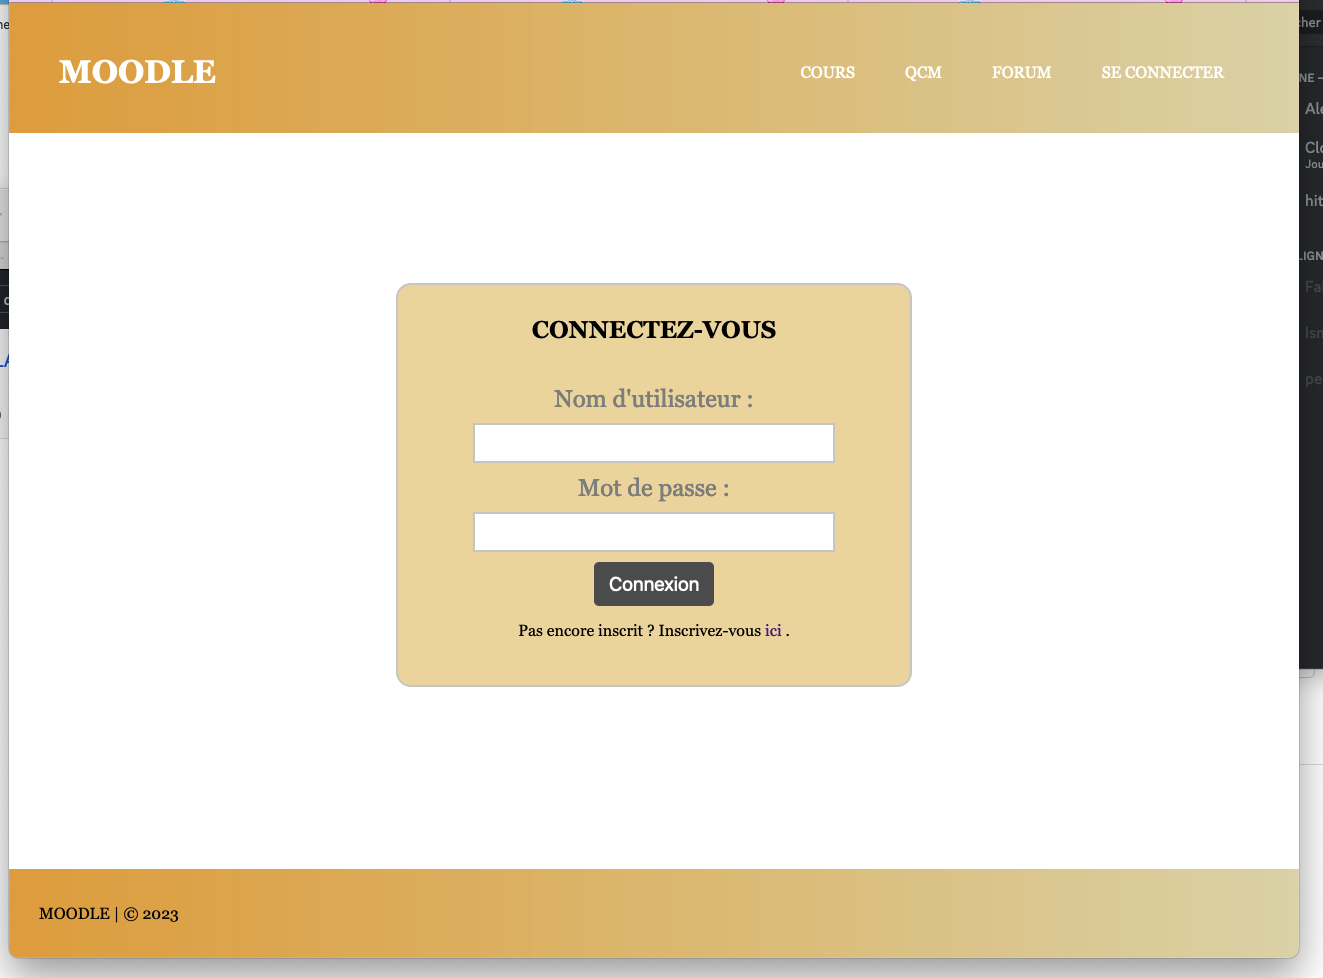 MOODLE
COURS QCM FORUM SE CONNECTER
CONNECTEZ-VOUS
Nom d'utilisateur :
Mot de passe :
Connexion
Pas encore inscrit ? Inscrivez-vous ici .
MOODLE | © 2023